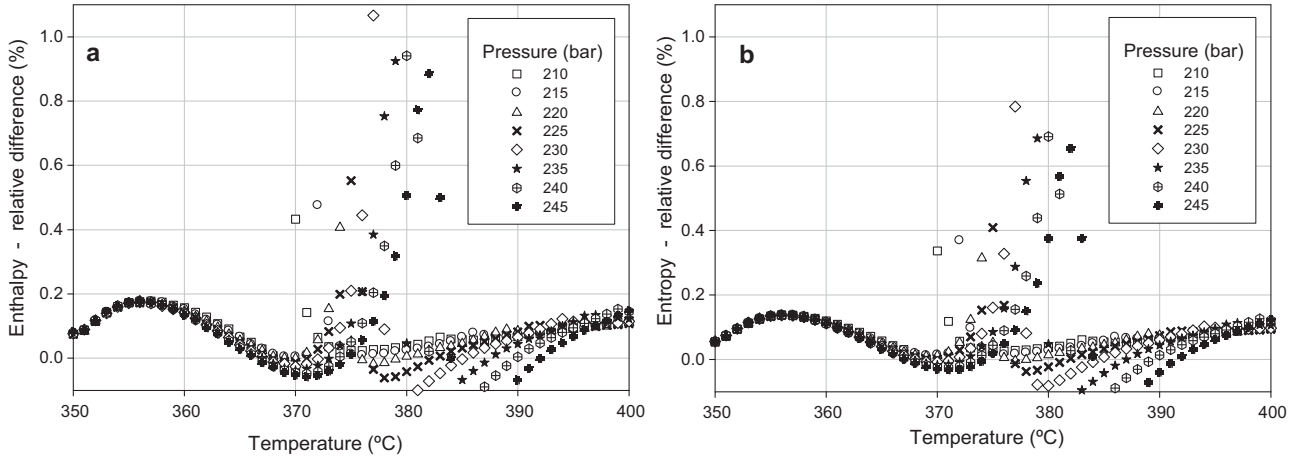 a
Enthalpy - relative difference (%)
1.0
0.8
0.6
0.4
0.2
0.0
350 360 370 380 390 400
Temperature (ºC)
Pressure (bar)
210
215
220
225
230
235
240
245
b
Entropy - relative difference (%)
1.0
0.8
0.6
0.4
0.2
0.0
350 360 370 380 390 400
Temperature (ºC)
Pressure (bar)
210
215
220
225
230
235
240
245